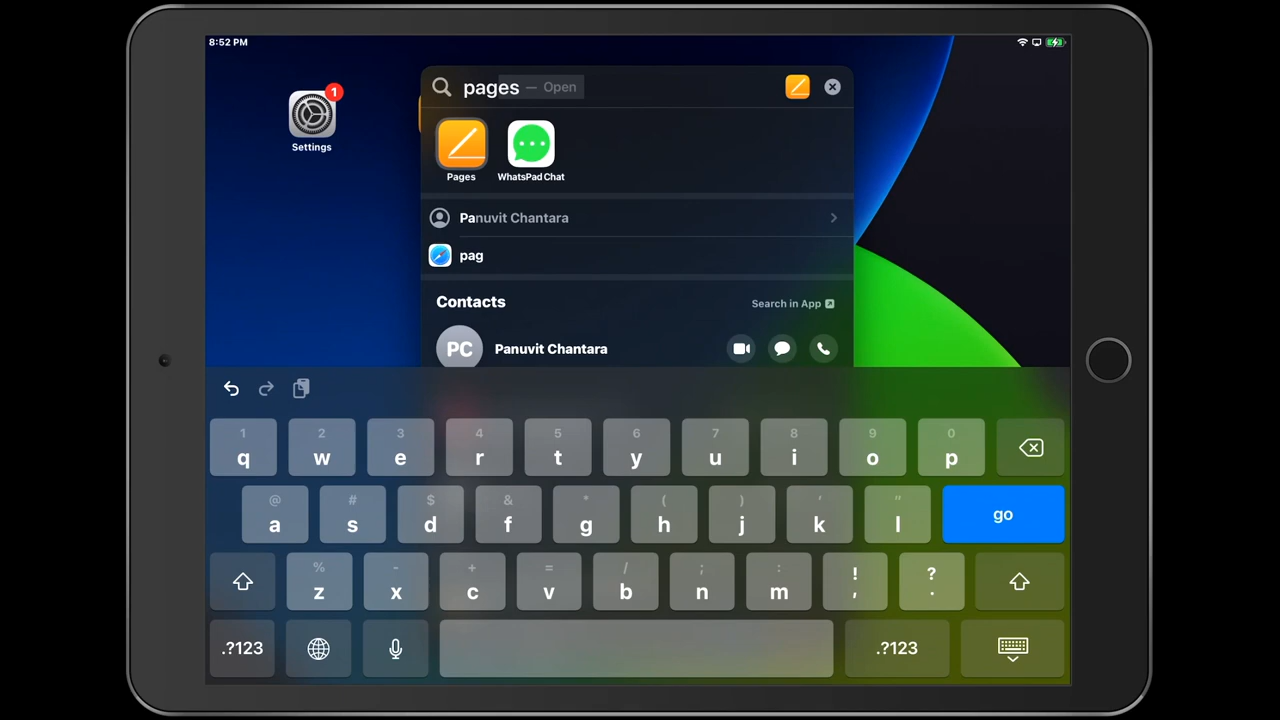 8:52 PM
1
Settings
pages — Open
Pages
WhatsPad Chat
Panuvit Chantara
pag
Contacts
Search in App
PC
Panuvit Chantara
1 2 3 4 5 6 7 8 9 0
q w e r t y u i o p
@ # $ & * ( ) ' "
a s d f g h j k l go
% - + = / ; : ! ?
z x c v b n m , .
.?123 .?123